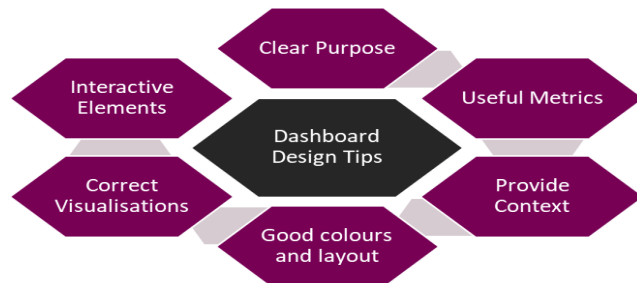 Clear Purpose
Interactive
Elements
Useful Metrics
Dashboard
Design Tips
Correct
Visualisations
Provide
Context
Good colours
and layout